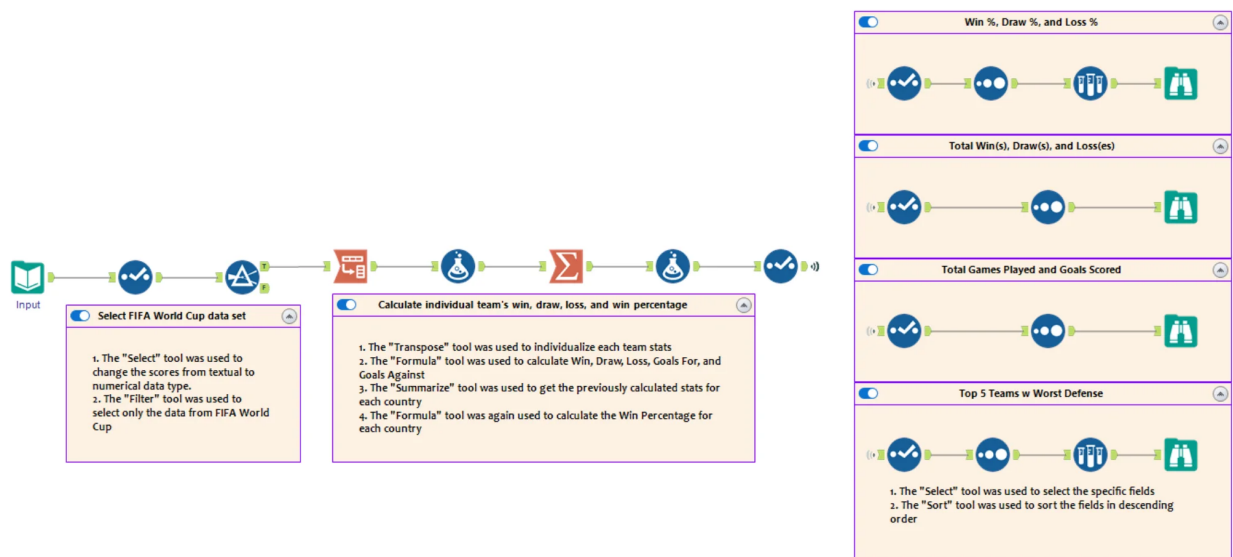 Input
T
F
Select FIFA World Cup data set
1. The "Select" tool was used to
change the scores from textual to
numerical data type.
2. The "Filter" tool was used to
select only the data from FIFA World
Cup
Calculate individual team's win, draw, loss, and win percentage
1. The "Transpose" tool was used to individualize each team stats
2. The "Formula" tool was used to calculate Win, Draw, Loss, Goals For, and
Goals Against
3. The "Summarize" tool was used to get the previously calculated stats for
each country
4. The "Formula" tool was again used to calculate the Win Percentage for
each country
Win %, Draw %, and Loss %
Total Win(s), Draw(s), and Loss(es)
Total Games Played and Goals Scored
Top 5 Teams w Worst Defense
1. The "Select" tool was used to select the specific fields
2. The "Sort" tool was used to sort the fields in descending
order